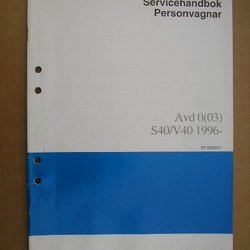 Servicehandbok
Personvagnar
Avd 0(03)
S40/V40 1996-